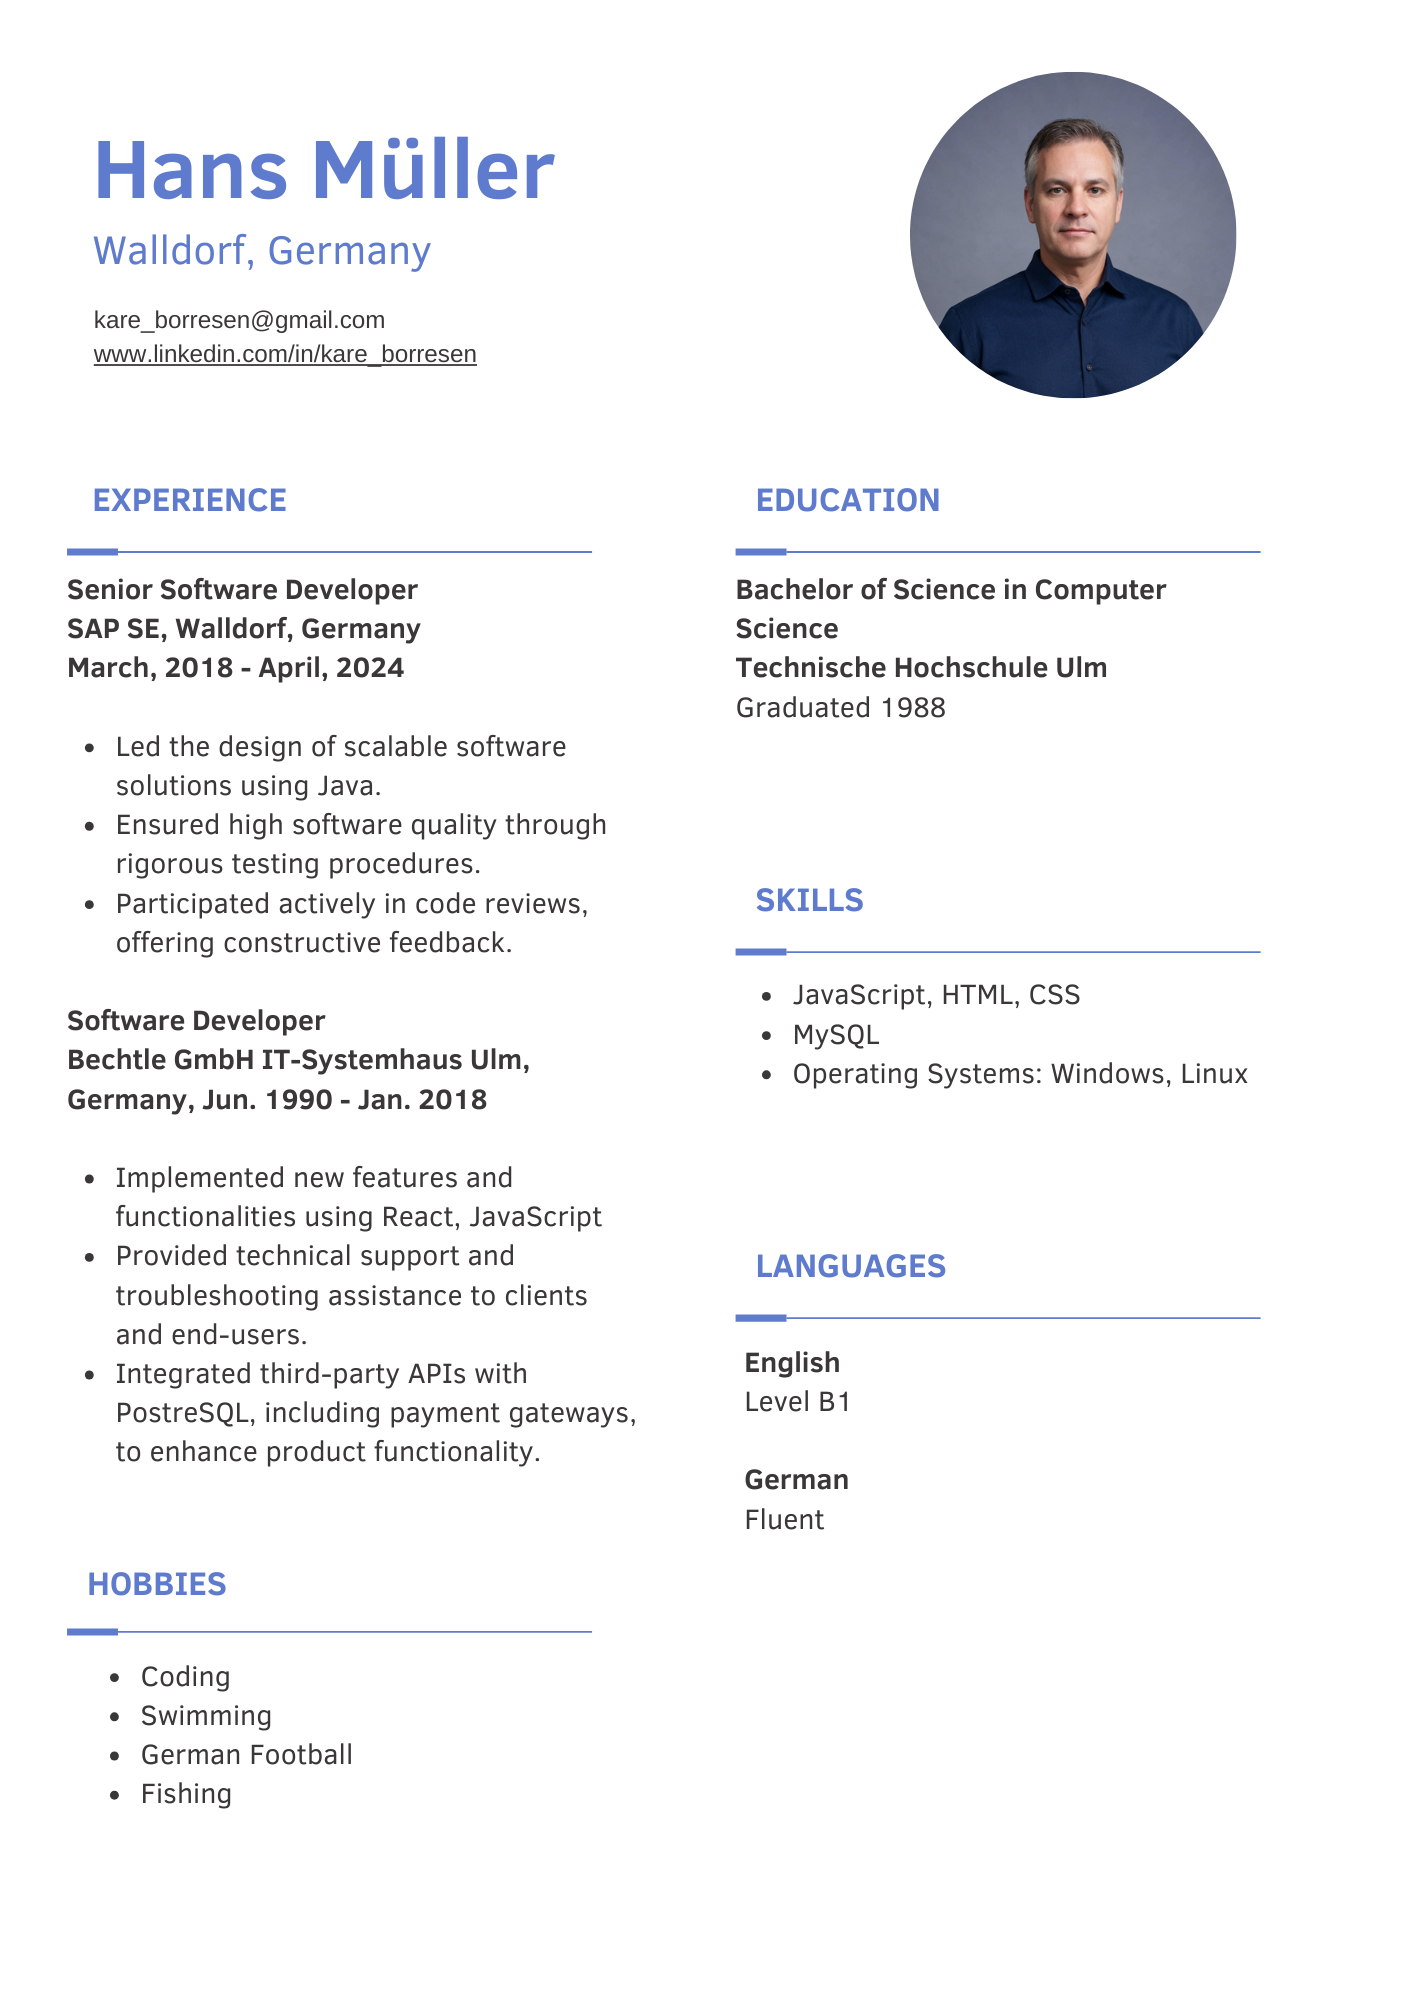 Hans Müller
Walldorf, Germany
kare_borresen@gmail.com
www.linkedin.com/in/kare_borresen
EXPERIENCE
Senior Software Developer
SAP SE, Walldorf, Germany
March, 2018 - April, 2024
• Led the design of scalable software
solutions using Java.
• Ensured high software quality through
rigorous testing procedures.
• Participated actively in code reviews,
offering constructive feedback.
Software Developer
Bechtle GmbH IT-Systemhaus Ulm,
Germany, Jun. 1990 - Jan. 2018
• Implemented new features and
functionalities using React, JavaScript
• Provided technical support and
troubleshooting assistance to clients
and end-users.
• Integrated third-party APIs with
PostreSQL, including payment gateways,
to enhance product functionality.
HOBBIES
• Coding
• Swimming
• German Football
• Fishing
EDUCATION
Bachelor of Science in Computer
Science
Technische Hochschule Ulm
Graduated 1988
SKILLS
• JavaScript, HTML, CSS
• MySQL
• Operating Systems: Windows, Linux
LANGUAGES
English
Level B1
German
Fluent